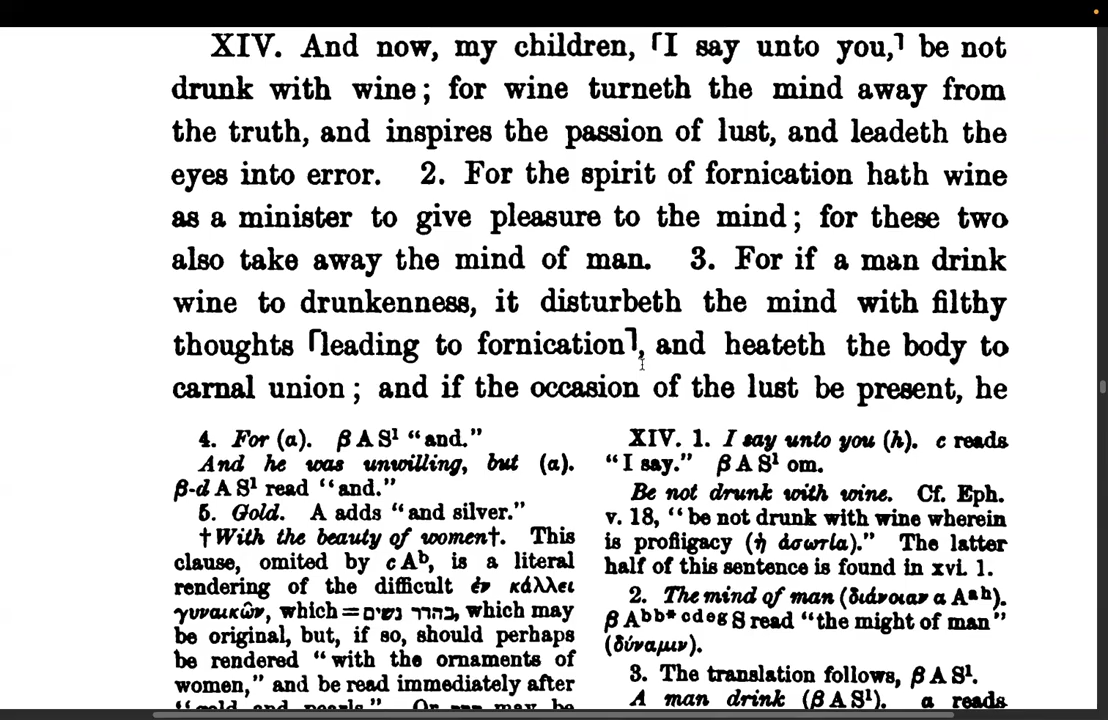 XIV. And now, my children, ⌜I say unto you,⌝ be not
drunk with wine; for wine turneth the mind away from
the truth, and inspires the passion of lust, and leadeth the
eyes into error. 2. For the spirit of fornication hath wine
as a minister to give pleasure to the mind; for these two
also take away the mind of man. 3. For if a man drink
wine to drunkenness, it disturbeth the mind with filthy
thoughts ⌜leading to fornication⌝, and heateth the body to
carnal union; and if the occasion of the lust be present, he
4. For (a). β A S¹ “and.”
And he was unwilling, but (a).
β-d A S¹ read “and.”
5. Gold. A adds “and silver.”
†With the beauty of women†. This
clause, omited by c Aᵇ, is a literal
rendering of the difficult ἐν κάλλει
γυναικῶν, which = בהדר נשים, which may
be original, but, if so, should perhaps
be rendered “with the ornaments of
women,” and be read immediately after
“gold and pearls.” Or may be
XIV. 1. I say unto you (h). c reads
“I say.” β A S¹ om.
Be not drunk with wine. Cf. Eph.
v. 18, “be not drunk with wine wherein
is profligacy (ἡ ἀσωτία).” The latter
half of this sentence is found in xvi. 1.
2. The mind of man (διάνοιαν α Aᵃʰ).
β Aᵇᵇ* ᶜᵈᵉᵍ S read “the might of man”
(δύναμιν).
3. The translation follows, β A S¹.
A man drink (β A S¹). a reads